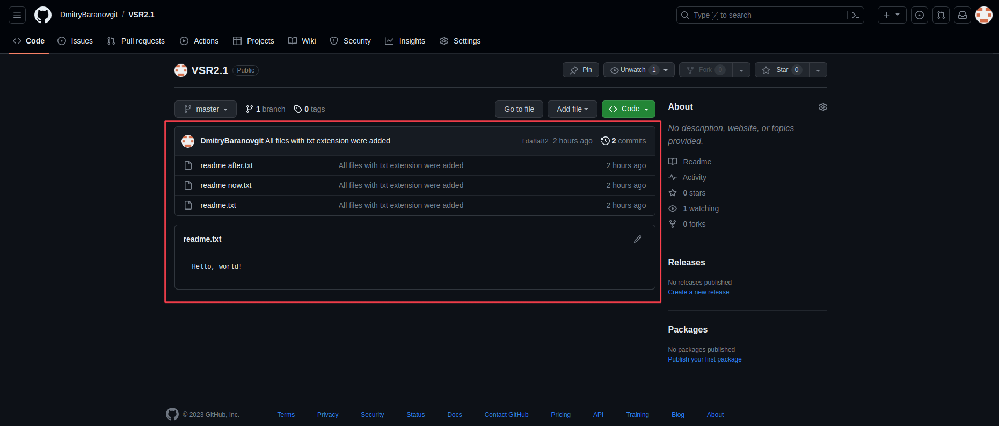 DmitryBaranovgit / VSR2.1
Type / to search
Code Issues Pull requests Actions Projects Wiki Security Insights Settings
VSR2.1 Public
Pin Unwatch 1 Fork 0 Star 0
master 1 branch 0 tags Go to file Add file Code
DmitryBaranovgit All files with txt extension were added fda8a82 2 hours ago 2 commits
readme after.txt All files with txt extension were added 2 hours ago
readme now.txt All files with txt extension were added 2 hours ago
readme.txt All files with txt extension were added 2 hours ago
readme.txt
Hello, world!
About
No description, website, or topics
provided.
Readme
Activity
0 stars
1 watching
0 forks
Releases
No releases published
Create a new release
Packages
No packages published
Publish your first package
© 2023 GitHub, Inc. Terms Privacy Security Status Docs Contact GitHub Pricing API Training Blog About